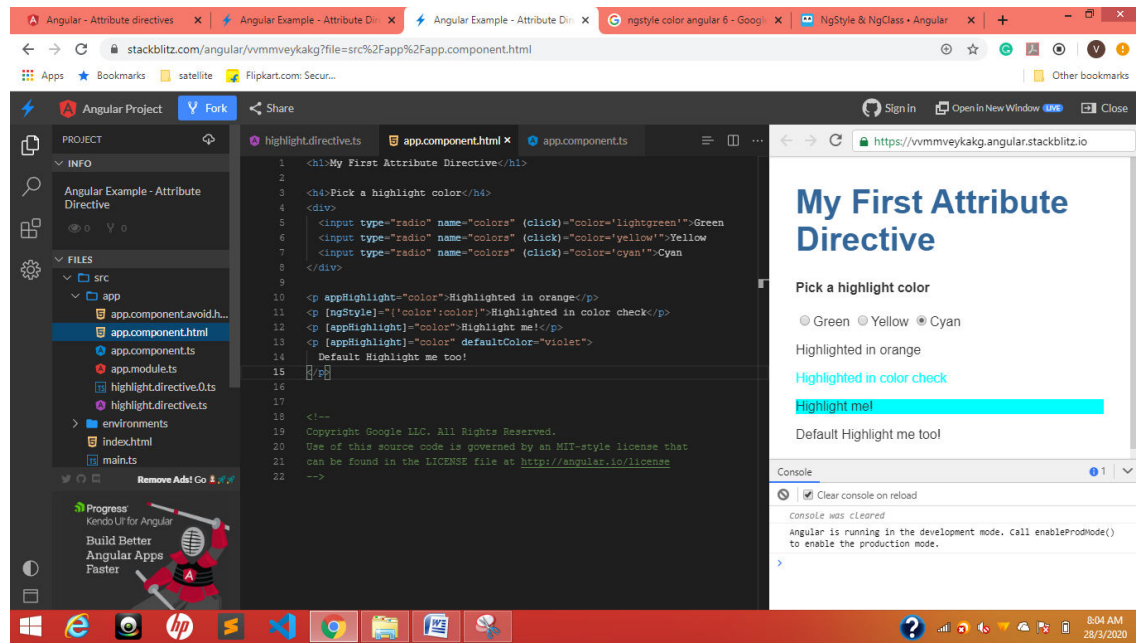 Angular - Attribute directives
Angular Example - Attribute Dir
Angular Example - Attribute Dir
ngstyle color angular 6 - Google
NgStyle & NgClass • Angular
stackblitz.com/angular/vvmmveykakg?file=src%2Fapp%2Fapp.component.html
V
Apps
Bookmarks
satellite
Flipkart.com: Secur...
Other bookmarks
Angular Project
Fork
Share
Sign in
Open in New Window LIVE
Close
PROJECT
INFO
Angular Example - Attribute
Directive
0
0
FILES
src
app
app.component.avoid.h...
app.component.html
app.component.ts
app.module.ts
highlight.directive.0.ts
highlight.directive.ts
environments
index.html
main.ts
Remove Ads! Go
Progress
Kendo UI for Angular
Build Better
Angular Apps
Faster
highlight.directive.ts
app.component.html
app.component.ts
1 <h1>My First Attribute Directive</h1>
2
3 <h4>Pick a highlight color</h4>
4 <div>
5 <input type="radio" name="colors" (click)="color='lightgreen'">Green
6 <input type="radio" name="colors" (click)="color='yellow'">Yellow
7 <input type="radio" name="colors" (click)="color='cyan'">Cyan
8 </div>
9
10 <p appHighlight="color">Highlighted in orange</p>
11 <p [ngStyle]="{'color':color}">Highlighted in color check</p>
12 <p [appHighlight]="color">Highlight me!</p>
13 <p [appHighlight]="color" defaultColor="violet">
14 Default Highlight me too!
15 </p>
16
17
18 <!--
19 Copyright Google LLC. All Rights Reserved.
20 Use of this source code is governed by an MIT-style license that
21 can be found in the LICENSE file at http://angular.io/license
22 -->
https://vvmmveykakg.angular.stackblitz.io
My First Attribute
Directive
Pick a highlight color
Green Yellow Cyan
Highlighted in orange
Highlighted in color check
Highlight me!
Default Highlight me too!
Console
1
Clear console on reload
Console was cleared
Angular is running in the development mode. Call enableProdMode()
to enable the production mode.
8:04 AM
28/3/2020